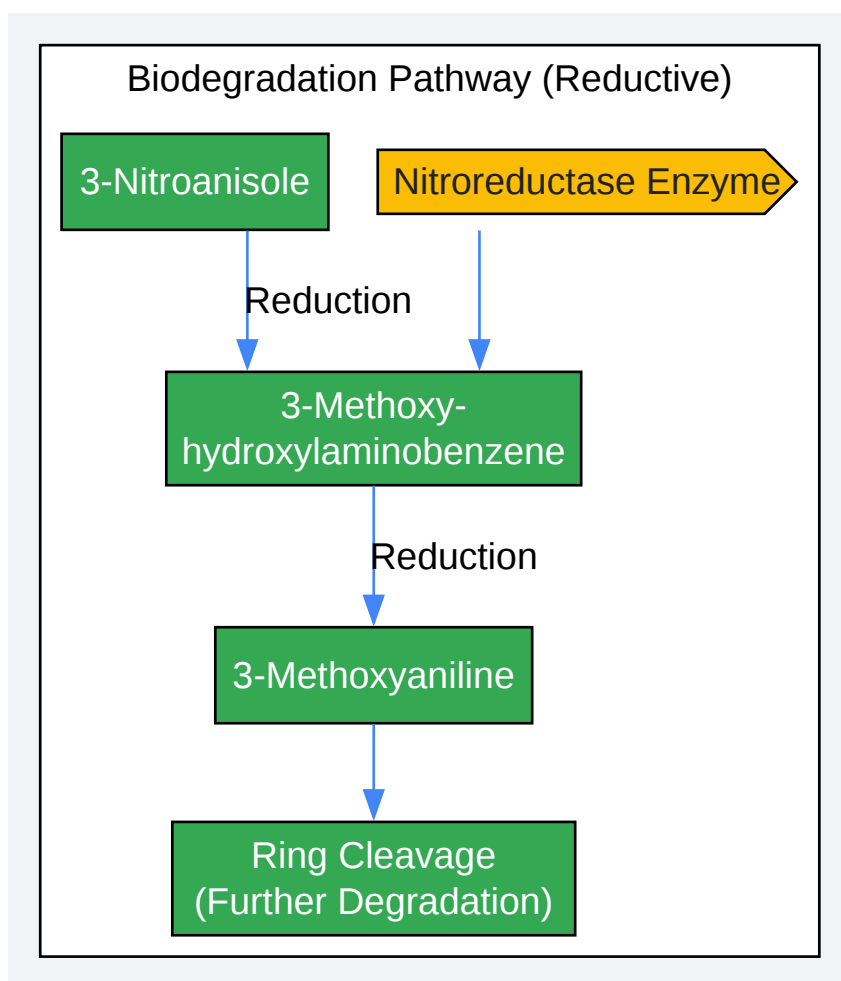 Biodegradation Pathway (Reductive)
3-Nitroanisole
Nitroreductase Enzyme
Reduction
3-Methoxy-
hydroxylaminobenzene
Reduction
3-Methoxyaniline
Ring Cleavage
(Further Degradation)